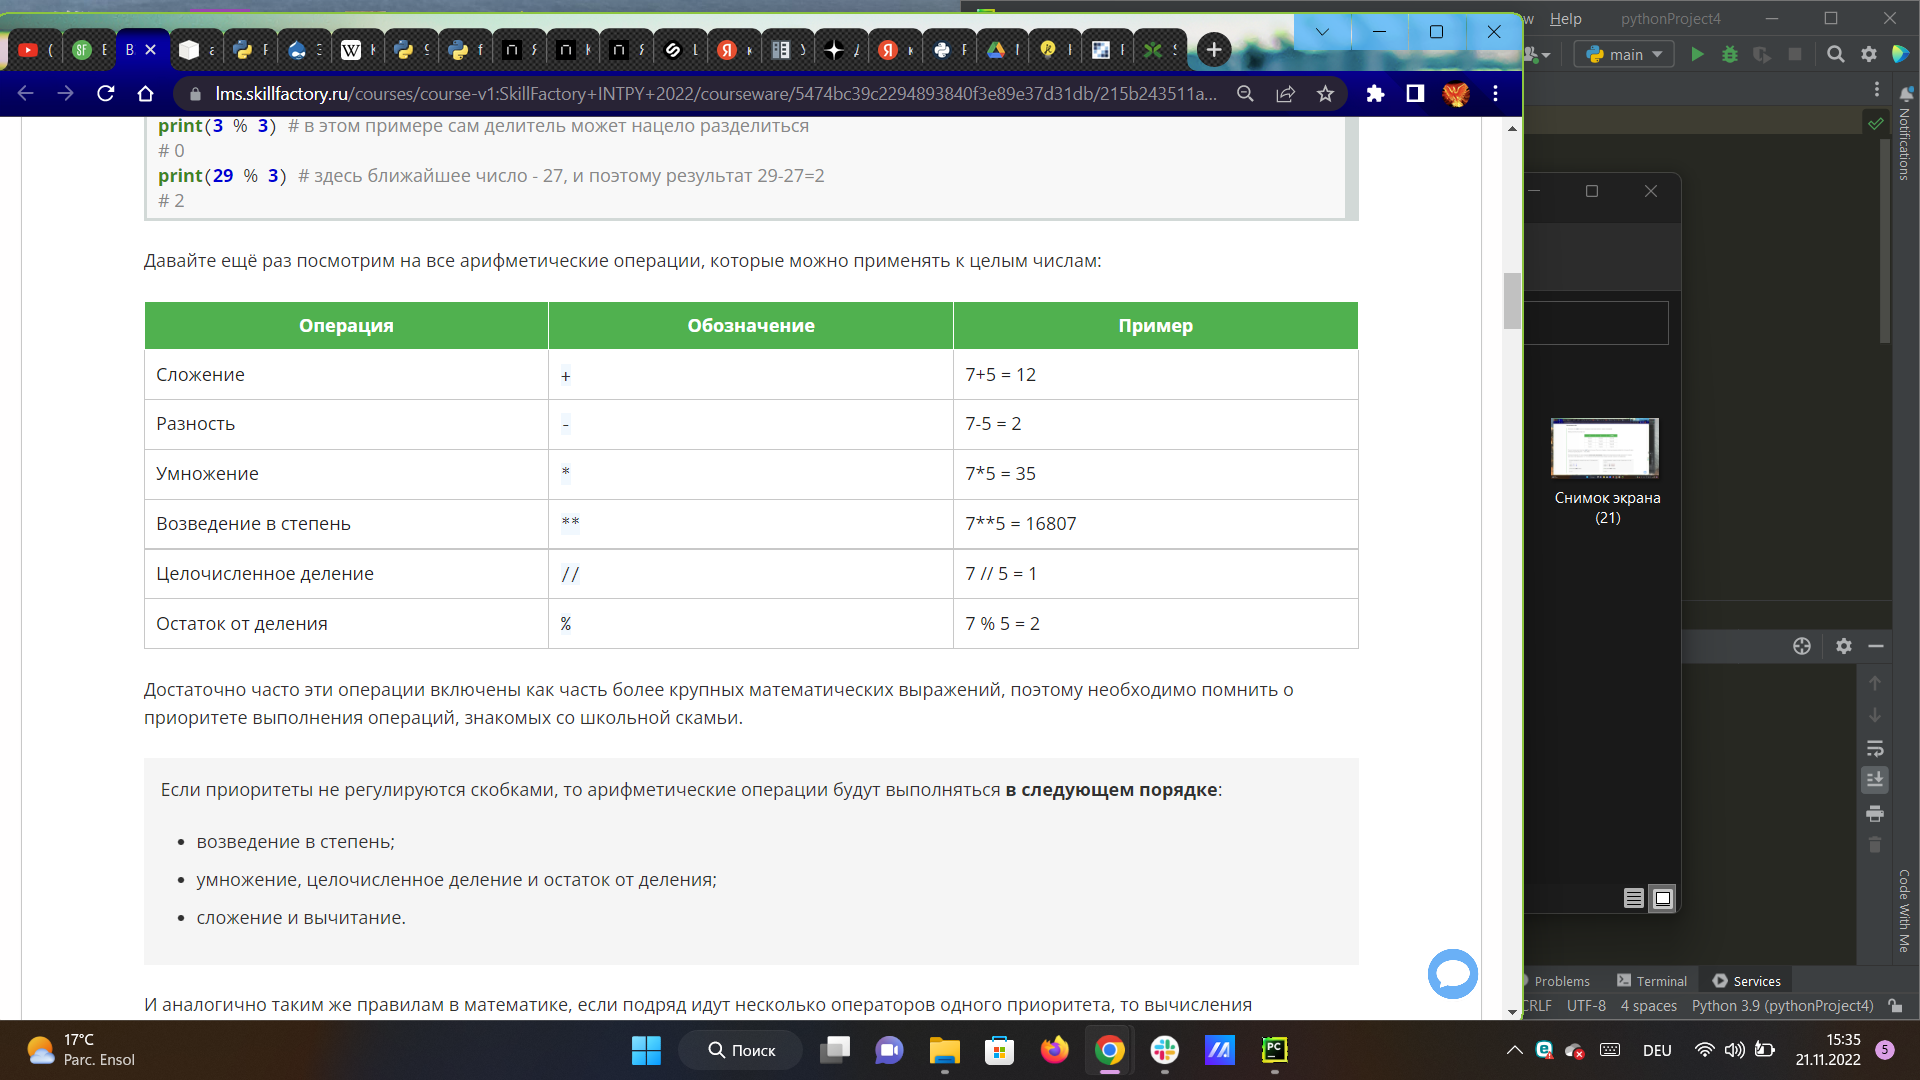 Help
pythonProject4
main
lms.skillfactory.ru/courses/course-v1:SkillFactory+INTPY+2022/courseware/5474bc39c2294893840f3e89e37d31db/215b243511a...
Notifications
print(3 % 3) # в этом примере сам делитель может нацело разделиться
# 0
print(29 % 3) # здесь ближайшее число - 27, и поэтому результат 29-27=2
# 2
Давайте ещё раз посмотрим на все арифметические операции, которые можно применять к целым числам:
Операция Обозначение Пример
Сложение + 7+5 = 12
Разность - 7-5 = 2
Умножение * 7*5 = 35
Возведение в степень ** 7**5 = 16807
Целочисленное деление // 7 // 5 = 1
Остаток от деления % 7 % 5 = 2
Снимок экрана
(21)
Достаточно часто эти операции включены как часть более крупных математических выражений, поэтому необходимо помнить о
приоритете выполнения операций, знакомых со школьной скамьи.
Если приоритеты не регулируются скобками, то арифметические операции будут выполняться в следующем порядке:
• возведение в степень;
• умножение, целочисленное деление и остаток от деления;
• сложение и вычитание.
И аналогично таким же правилам в математике, если подряд идут несколько операторов одного приоритета, то вычисления
Code With Me
Problems Terminal Services
CRLF UTF-8 4 spaces Python 3.9 (pythonProject4)
17°C
Parc. Ensol
Поиск
DEU
15:35
21.11.2022
5